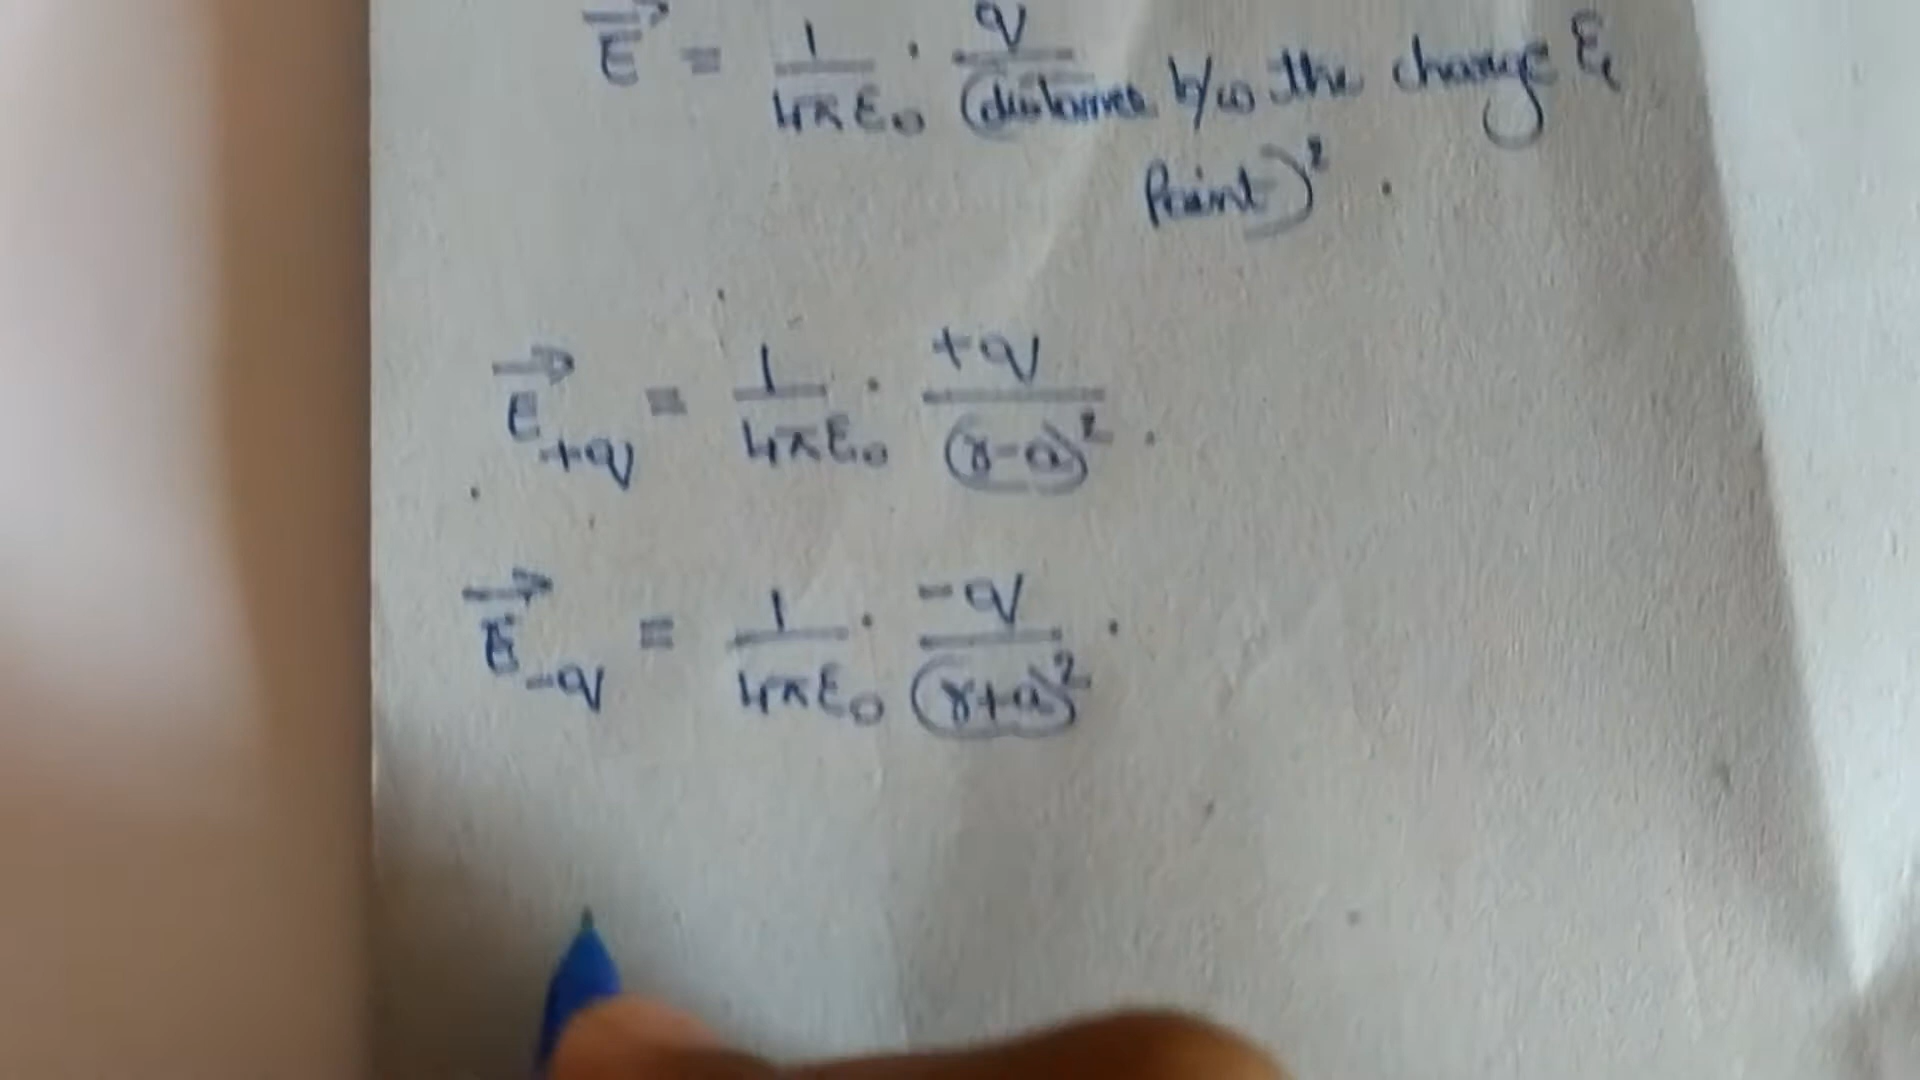 E⃗ = 1/4πε₀ · q/(distance b/w the charge &
Point)² .
E⃗₊q = 1/4πε₀ · +q/(r-a)² .
E⃗₋q = 1/4πε₀ · -q/(r+a)² .